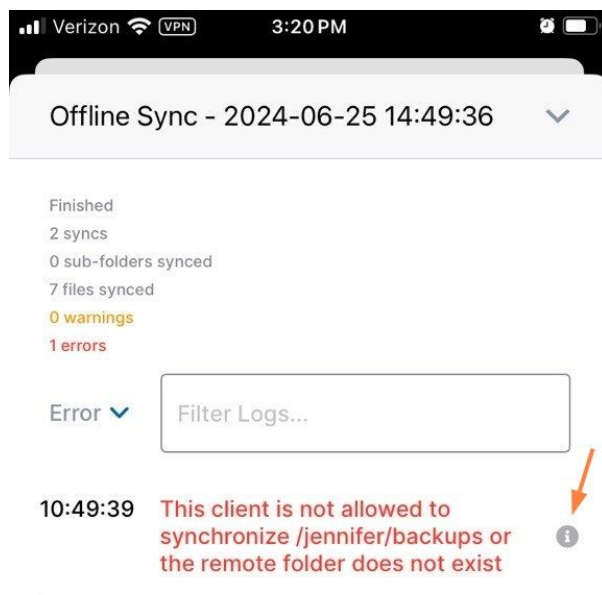 Verizon VPN 3:20 PM
Offline Sync - 2024-06-25 14:49:36
Finished
2 syncs
0 sub-folders synced
7 files synced
0 warnings
1 errors
Error Filter Logs...
10:49:39 This client is not allowed to
synchronize /jennifer/backups or
the remote folder does not exist